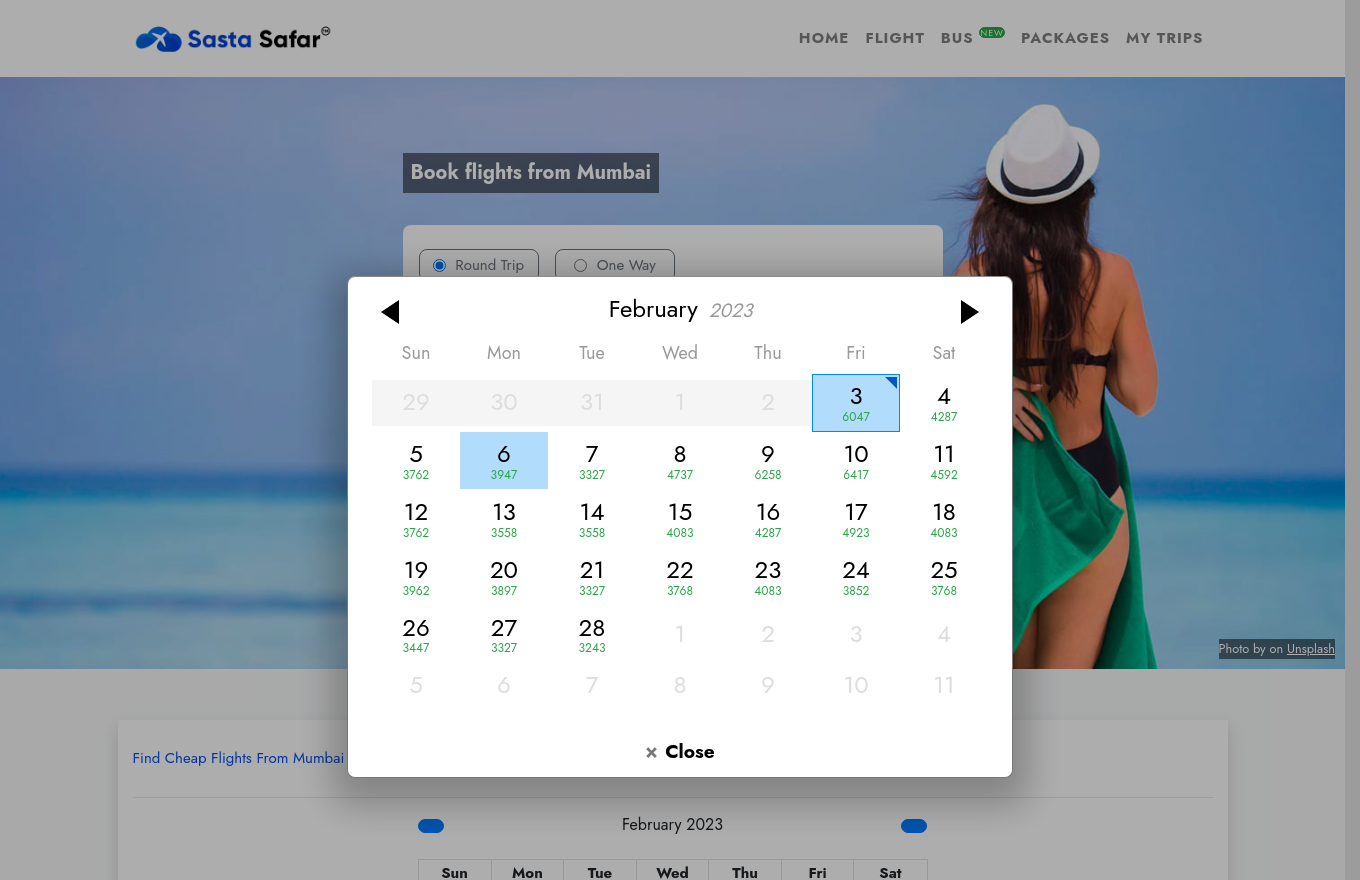 Sasta Safar
HOME FLIGHT BUS NEW PACKAGES MY TRIPS
Book flights from Mumbai
Round Trip One Way
February 2023
Sun Mon Tue Wed Thu Fri Sat
29 30 31 1 2 3 4
6047 4287
5 6 7 8 9 10 11
3762 3947 3327 4737 6258 6417 4592
12 13 14 15 16 17 18
3762 3558 3558 4083 4287 4923 4083
19 20 21 22 23 24 25
3962 3897 3327 3768 4083 3852 3768
26 27 28 1 2 3 4
3447 3327 3243
5 6 7 8 9 10 11
Photo by on Unsplash
× Close
Find Cheap Flights From Mumbai
February 2023
Sun Mon Tue Wed Thu Fri Sat